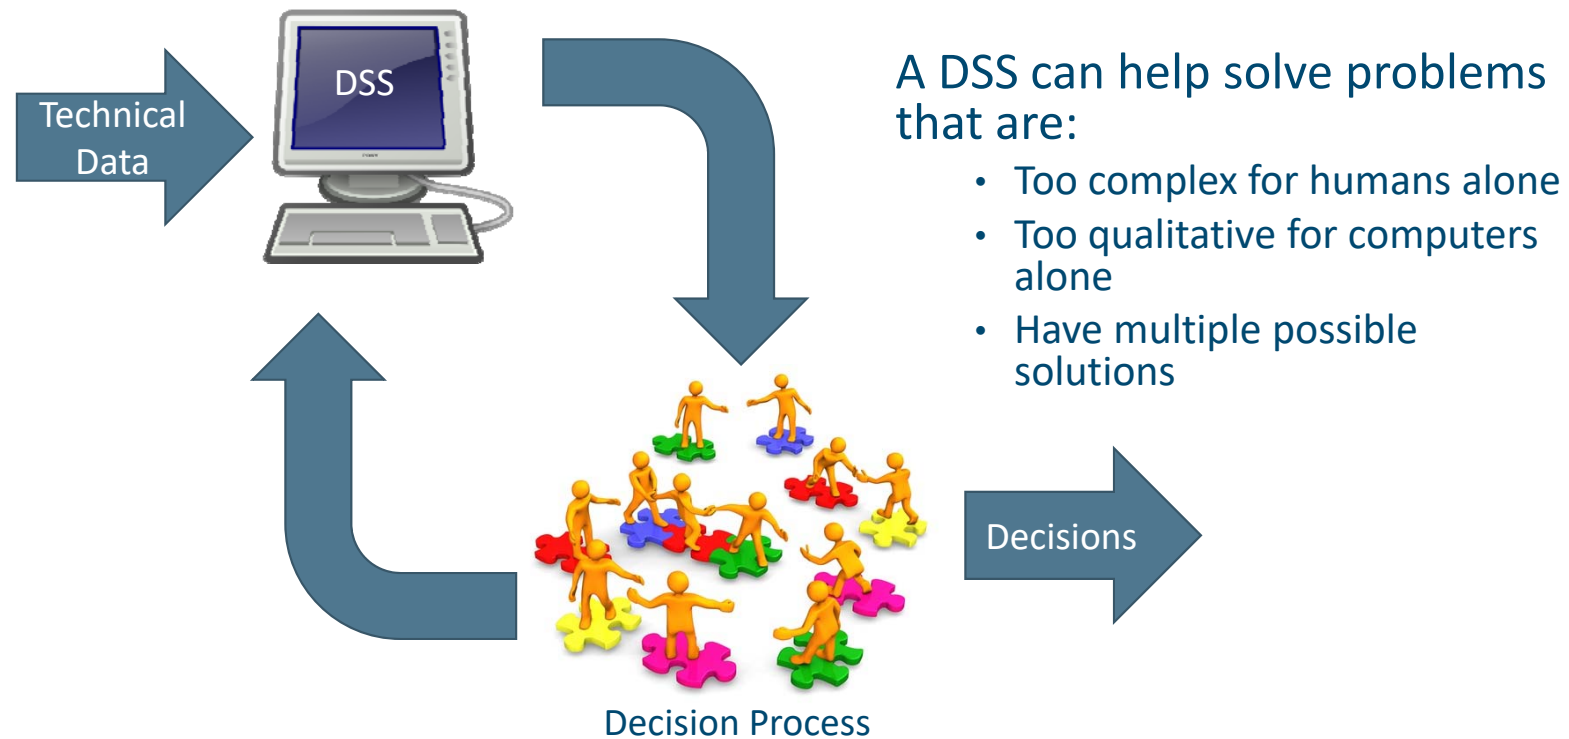 Technical
Data
DSS
A DSS can help solve problems
that are:
• Too complex for humans alone
• Too qualitative for computers
alone
• Have multiple possible
solutions
Decisions
Decision Process